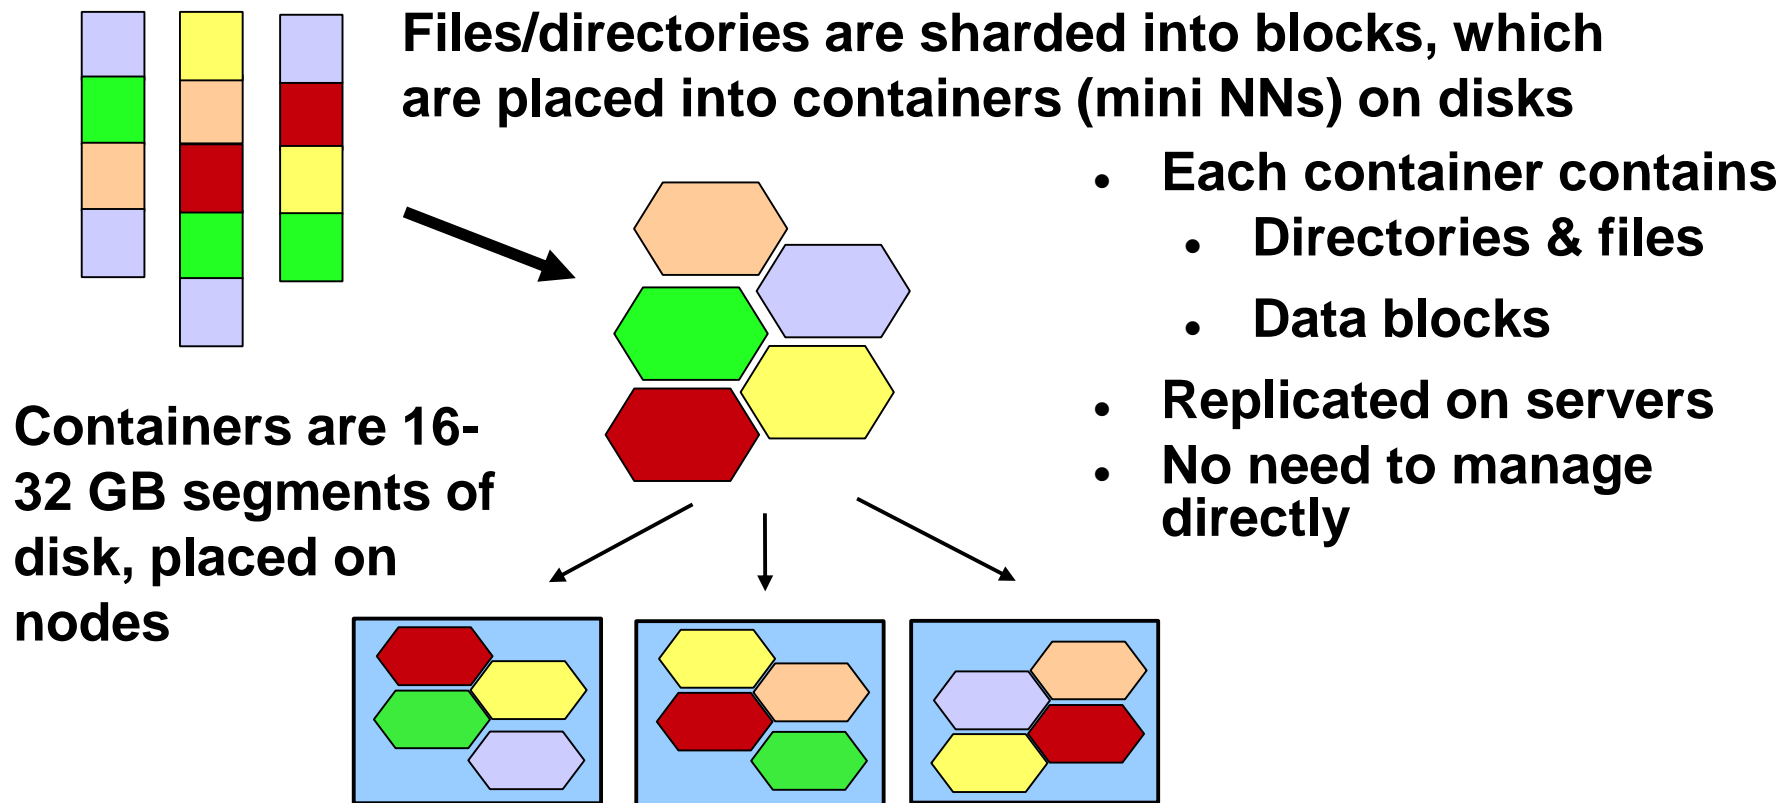 Files/directories are sharded into blocks, which
are placed into containers (mini NNs) on disks
● Each container contains
● Directories & files
● Data blocks
● Replicated on servers
● No need to manage
directly
Containers are 16-
32 GB segments of
disk, placed on
nodes